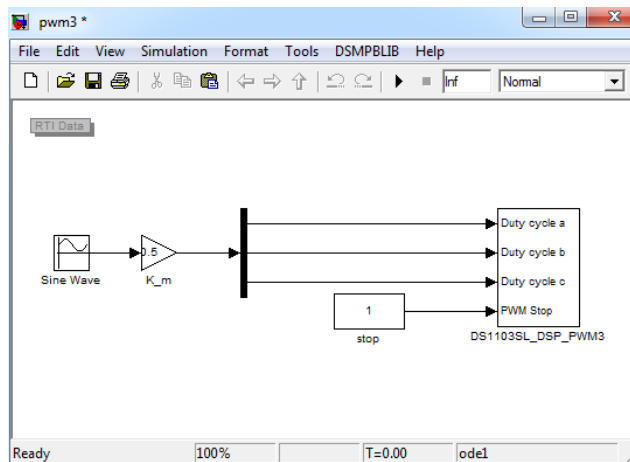 pwm3 *
File Edit View Simulation Format Tools DSMPBLIB Help
Inf Normal
RTI Data
Duty cycle a
0.5 Duty cycle b
Sine Wave K_m Duty cycle c
1 PWM Stop
stop DS1103SL_DSP_PWM3
Ready 100% T=0.00 ode1